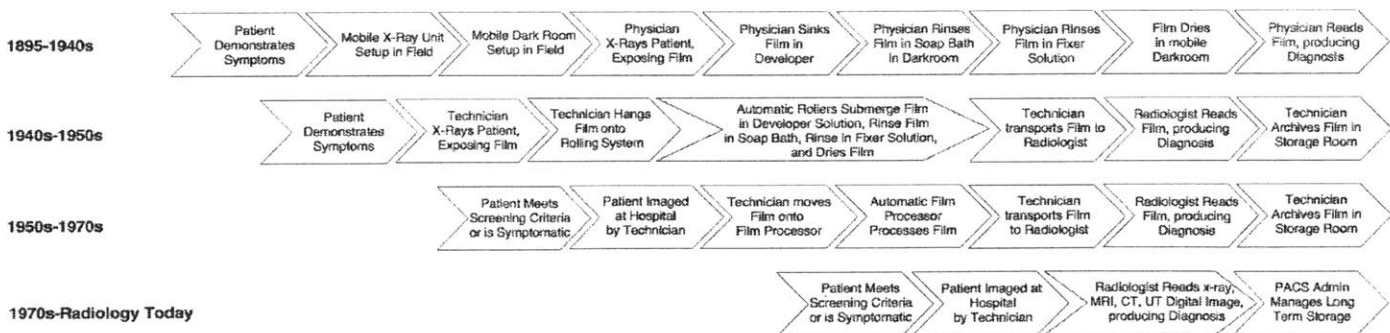 1895-1940s
Patient
Demonstrates
Symptoms
Mobile X-Ray Unit
Setup in Field
Mobile Dark Room
Setup in Field
Physician
X-Rays Patient,
Exposing Film
Physician Sinks
Film in
Developer
Physician Rinses
Film in Soap Bath
in Darkroom
Physician Rinses
Film in Fixer
Solution
Film Dries
in mobile
Darkroom
Physician Reads
Film, producing
Diagnosis
1940s-1950s
Patient
Demonstrates
Symptoms
Technician
X-Rays Patient,
Exposing Film
Technician Hangs
Film onto
Rolling System
Automatic Rollers Submerge Film
in Developer Solution, Rinse Film
in Soap Bath, Rinse in Fixer Solution,
and Dries Film
Technician
transports Film to
Radiologist
Radiologist Reads
Film, producing
Diagnosis
Technician
Archives Film in
Storage Room
1950s-1970s
Patient Meets
Screening Criteria
or is Symptomatic
Patient Imaged
at Hospital
by Technician
Technician moves
Film onto
Film Processor
Automatic Film
Processor
Processes Film
Technician
transports Film
to Radiologist
Radiologist Reads
Film, producing
Diagnosis
Technician
Archives Film in
Storage Room
1970s-Radiology Today
Patient Meets
Screening Criteria
or is Symptomatic
Patient Imaged at
Hospital
by Technician
Radiologist Reads x-ray,
MRI, CT, UT Digital Image,
producing Diagnosis
PACS Admin
Manages Long
Term Storage